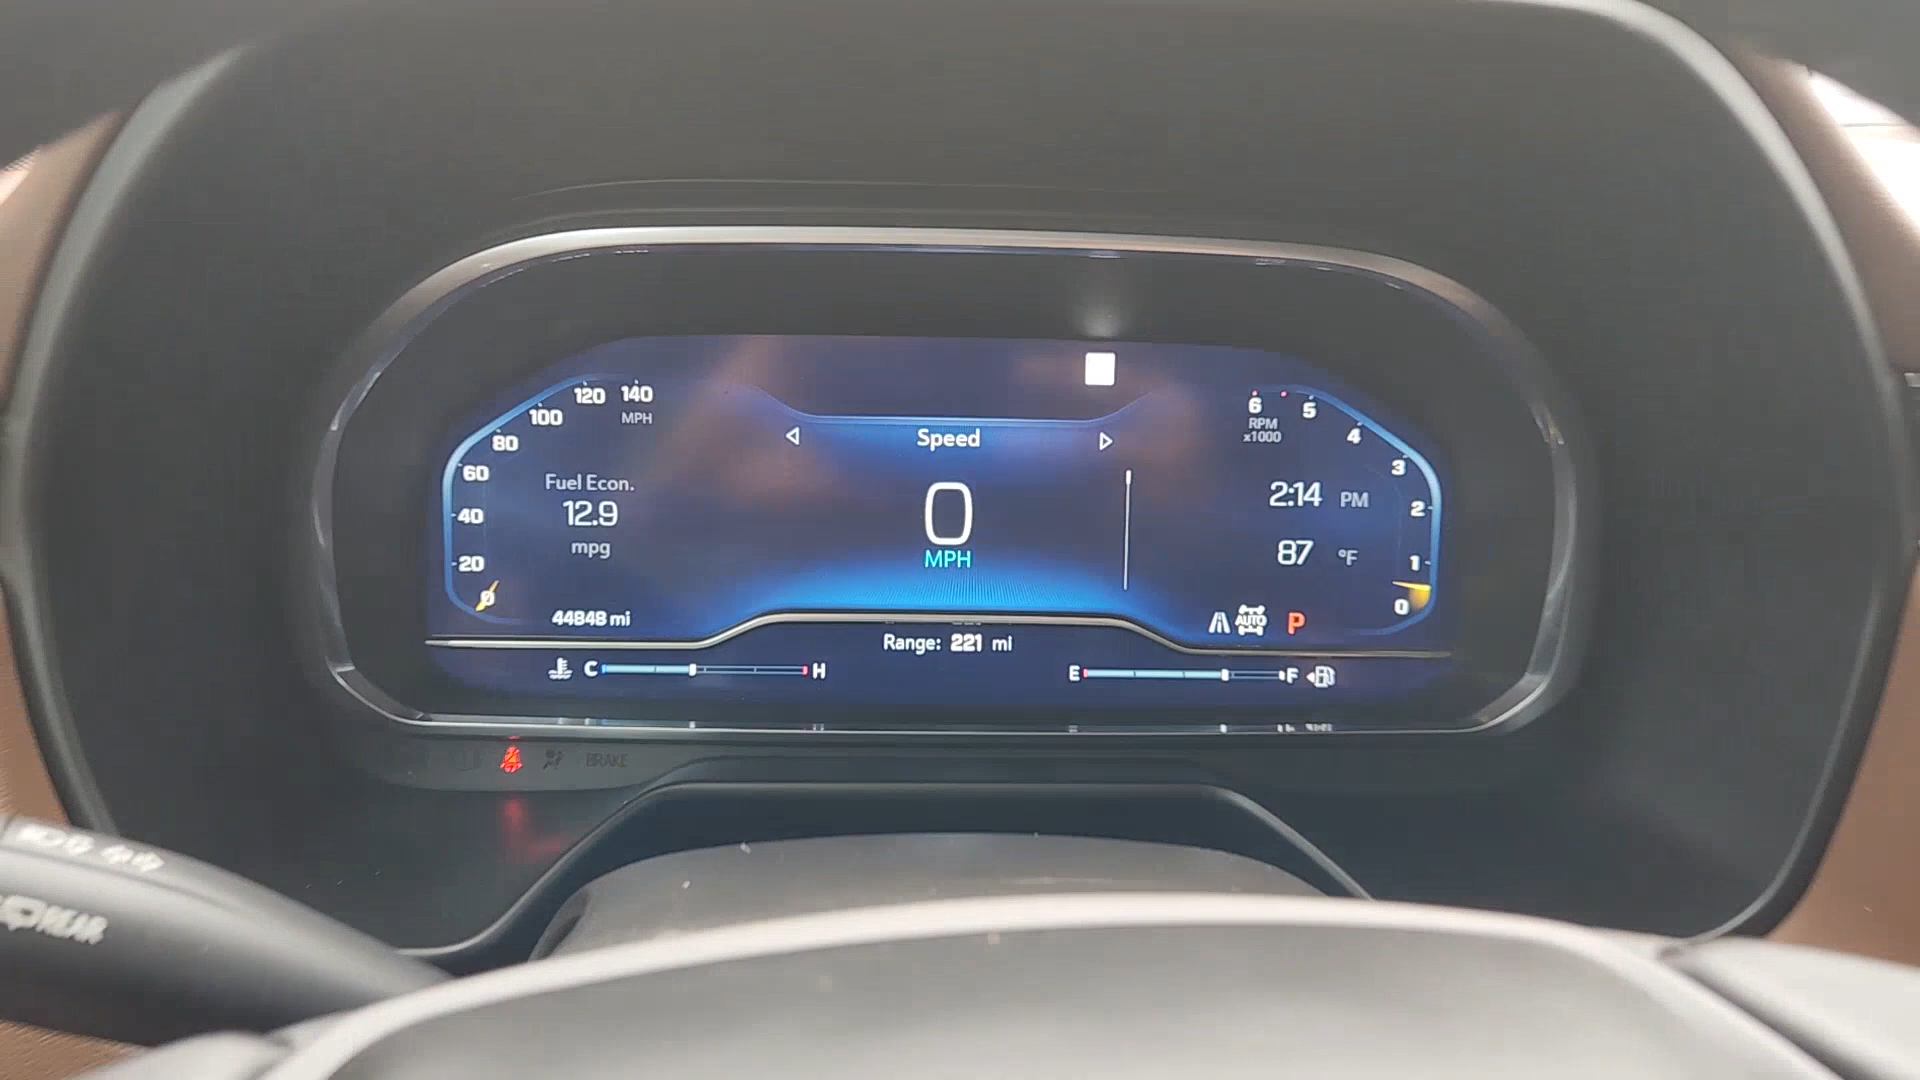 Speed
0
MPH
140
120
100
80
60
40
20
0
MPH
Fuel Econ.
12.9
mpg
44848 mi
6
5
4
3
2
1
0
RPM
x1000
2:14 PM
87 °F
AUTO
P
Range: 221 mi
C
H
E
F
BRAKE
REAR